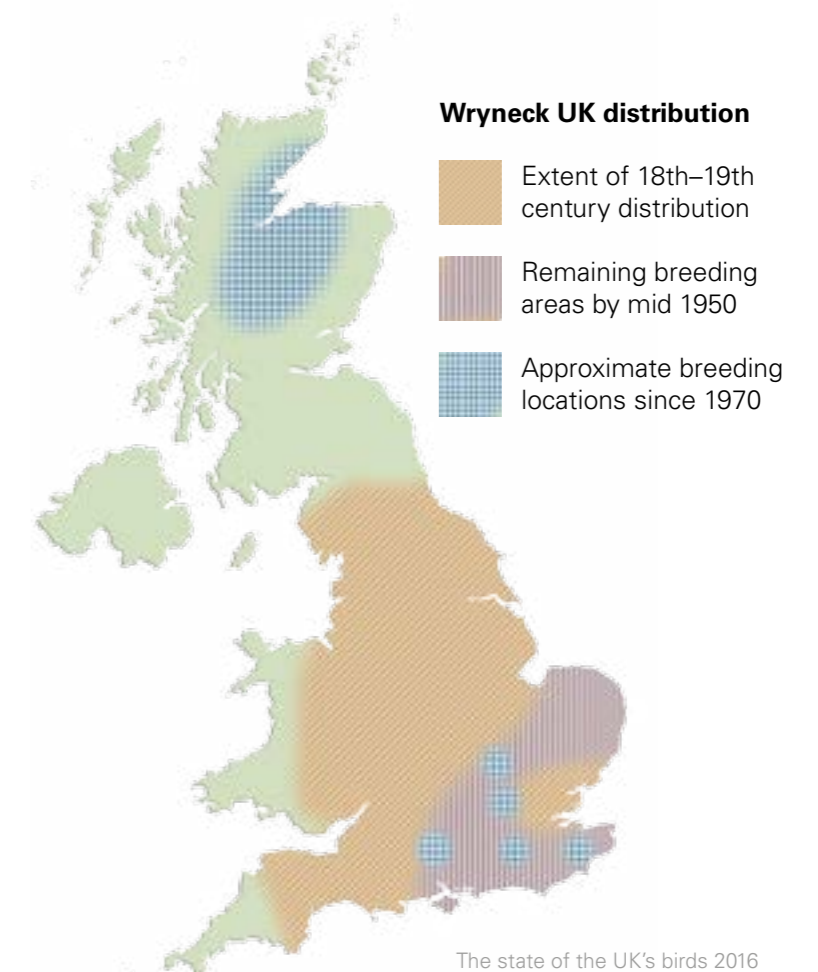 Wryneck UK distribution
Extent of 18th–19th
century distribution
Remaining breeding
areas by mid 1950
Approximate breeding
locations since 1970
The state of the UK's birds 2016